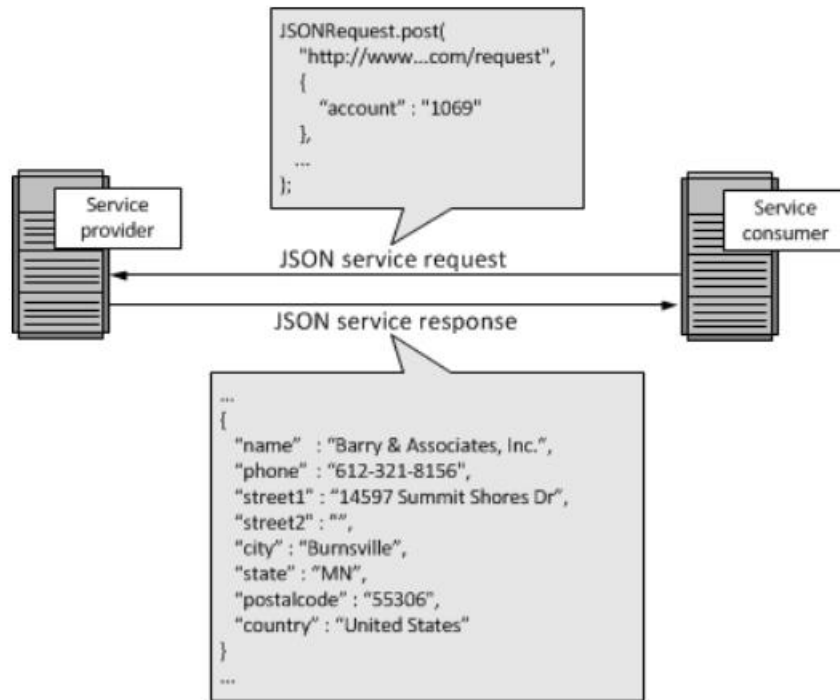 JSONRequest.post(
"http://www...com/request",
{
“account” : "1069"
},
...
};
Service
provider
Service
consumer
JSON service request
JSON service response
...
{
"name” : “Barry & Associates, Inc.”,
"phone” : “612-321-8156",
"street1” : “14597 Summit Shores Dr”,
"street2” : “”,
"city” : “Burnsville”,
"state” : “MN”,
"postalcode” : “55306”,
"country” : “United States"
}
...